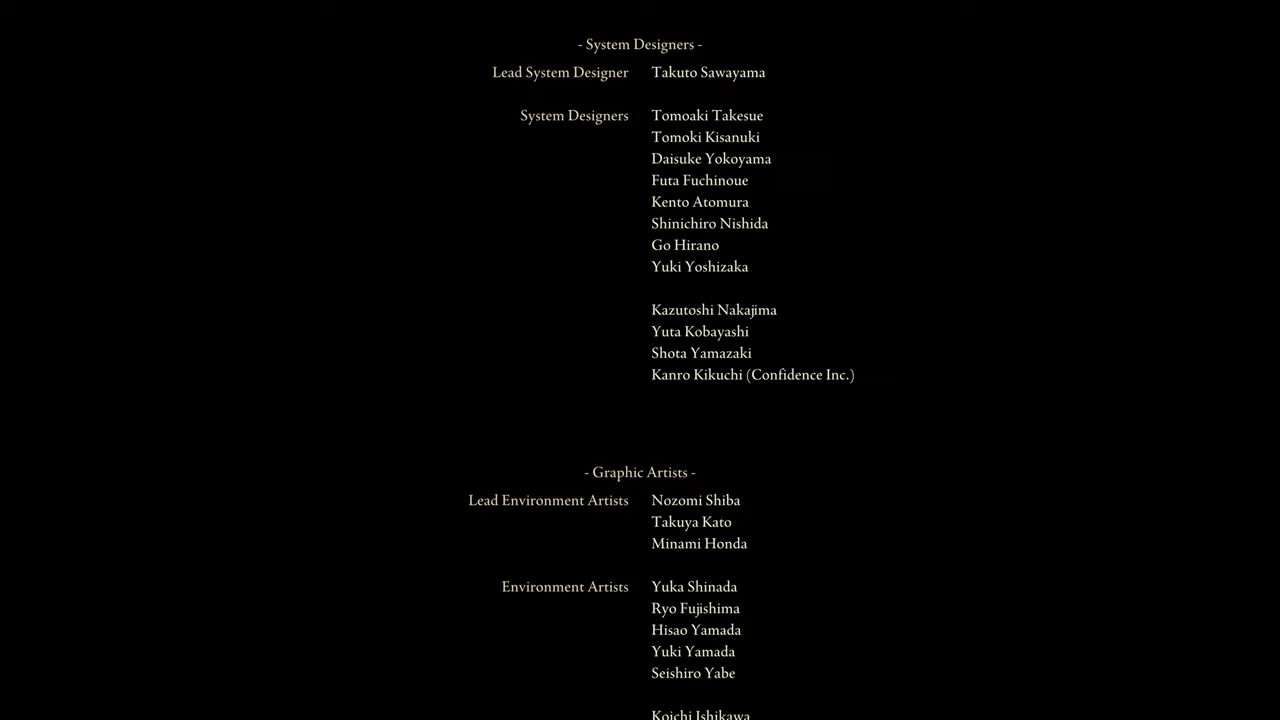 - System Designers -
Lead System Designer Takuto Sawayama
System Designers Tomoaki Takesue
Tomoki Kisanuki
Daisuke Yokoyama
Futa Fuchinoue
Kento Atomura
Shinichiro Nishida
Go Hirano
Yuki Yoshizaka
Kazutoshi Nakajima
Yuta Kobayashi
Shota Yamazaki
Kanro Kikuchi (Confidence Inc.)
- Graphic Artists -
Lead Environment Artists Nozomi Shiba
Takuya Kato
Minami Honda
Environment Artists Yuka Shinada
Ryo Fujishima
Hisao Yamada
Yuki Yamada
Seishiro Yabe
Koichi Ishikawa